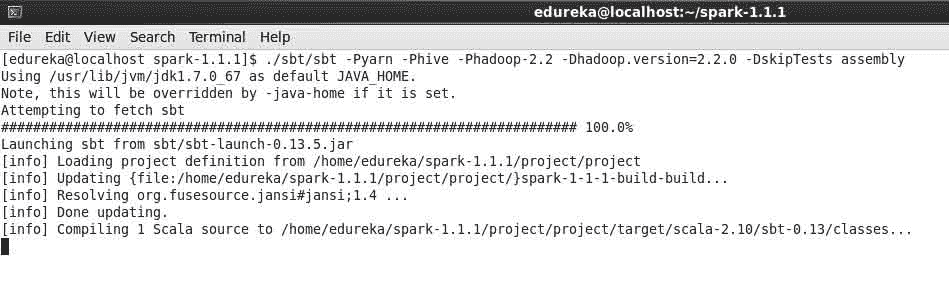 edureka@localhost:~/spark-1.1.1
File Edit View Search Terminal Help
[edureka@localhost spark-1.1.1]$ ./sbt/sbt -Pyarn -Phive -Phadoop-2.2 -Dhadoop.version=2.2.0 -DskipTests assembly
Using /usr/lib/jvm/jdk1.7.0_67 as default JAVA_HOME.
Note, this will be overridden by -java-home if it is set.
Attempting to fetch sbt
######################################################################## 100.0%
Launching sbt from sbt/sbt-launch-0.13.5.jar
[info] Loading project definition from /home/edureka/spark-1.1.1/project/project
[info] Updating {file:/home/edureka/spark-1.1.1/project/project/}spark-1-1-1-build-build...
[info] Resolving org.fusesource.jansi#jansi;1.4 ...
[info] Done updating.
[info] Compiling 1 Scala source to /home/edureka/spark-1.1.1/project/project/target/scala-2.10/sbt-0.13/classes...